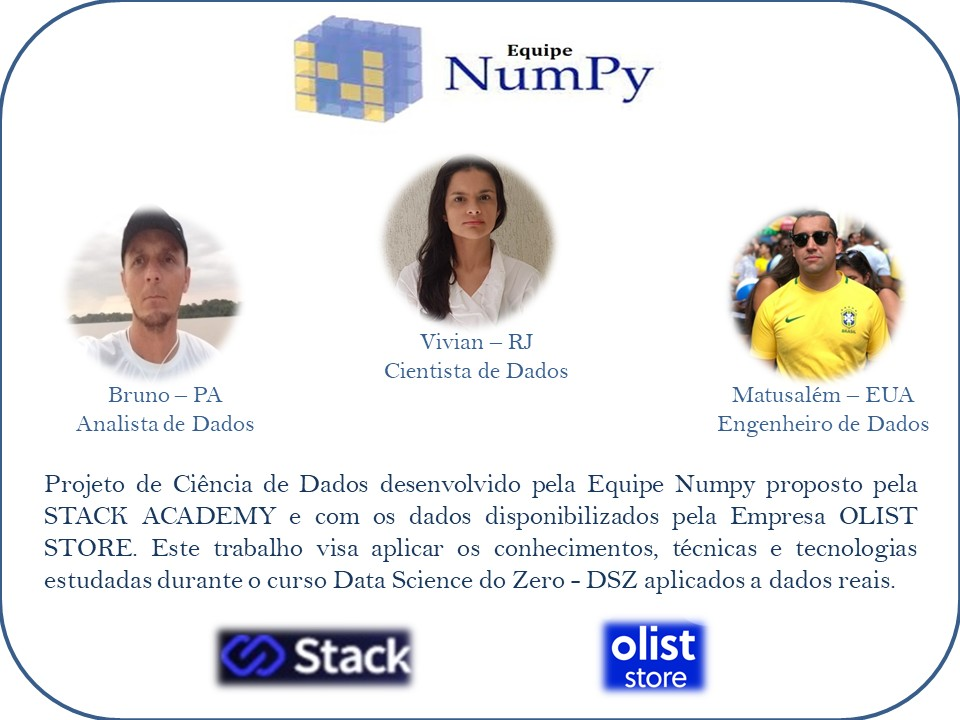 Equipe
NumPy
Vivian – RJ
Cientista de Dados
Bruno – PA
Analista de Dados
Matusalém – EUA
Engenheiro de Dados
Projeto de Ciência de Dados desenvolvido pela Equipe Numpy proposto pela
STACK ACADEMY e com os dados disponibilizados pela Empresa OLIST
STORE. Este trabalho visa aplicar os conhecimentos, técnicas e tecnologias
estudadas durante o curso Data Science do Zero – DSZ aplicados a dados reais.
Stack
olist
store